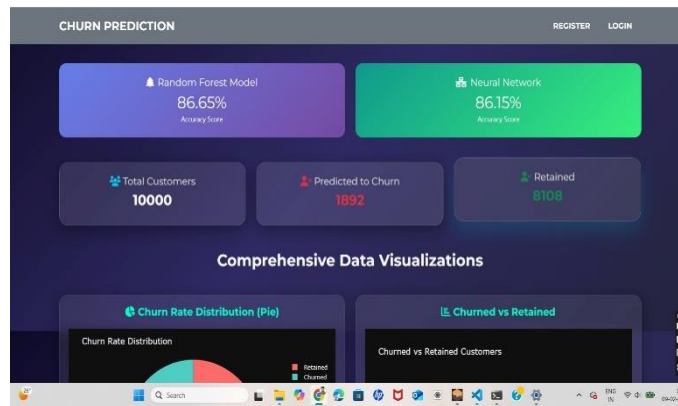 CHURN PREDICTION
REGISTER LOGIN
Random Forest Model
86.65%
Accuracy Score
Neural Network
86.15%
Accuracy Score
Total Customers
10000
Predicted to Churn
1892
Retained
8108
Comprehensive Data Visualizations
Churn Rate Distribution (Pie)
Churned vs Retained
Churn Rate Distribution
Retained
Churned
Churned vs Retained Customers
Search
ENG
IN